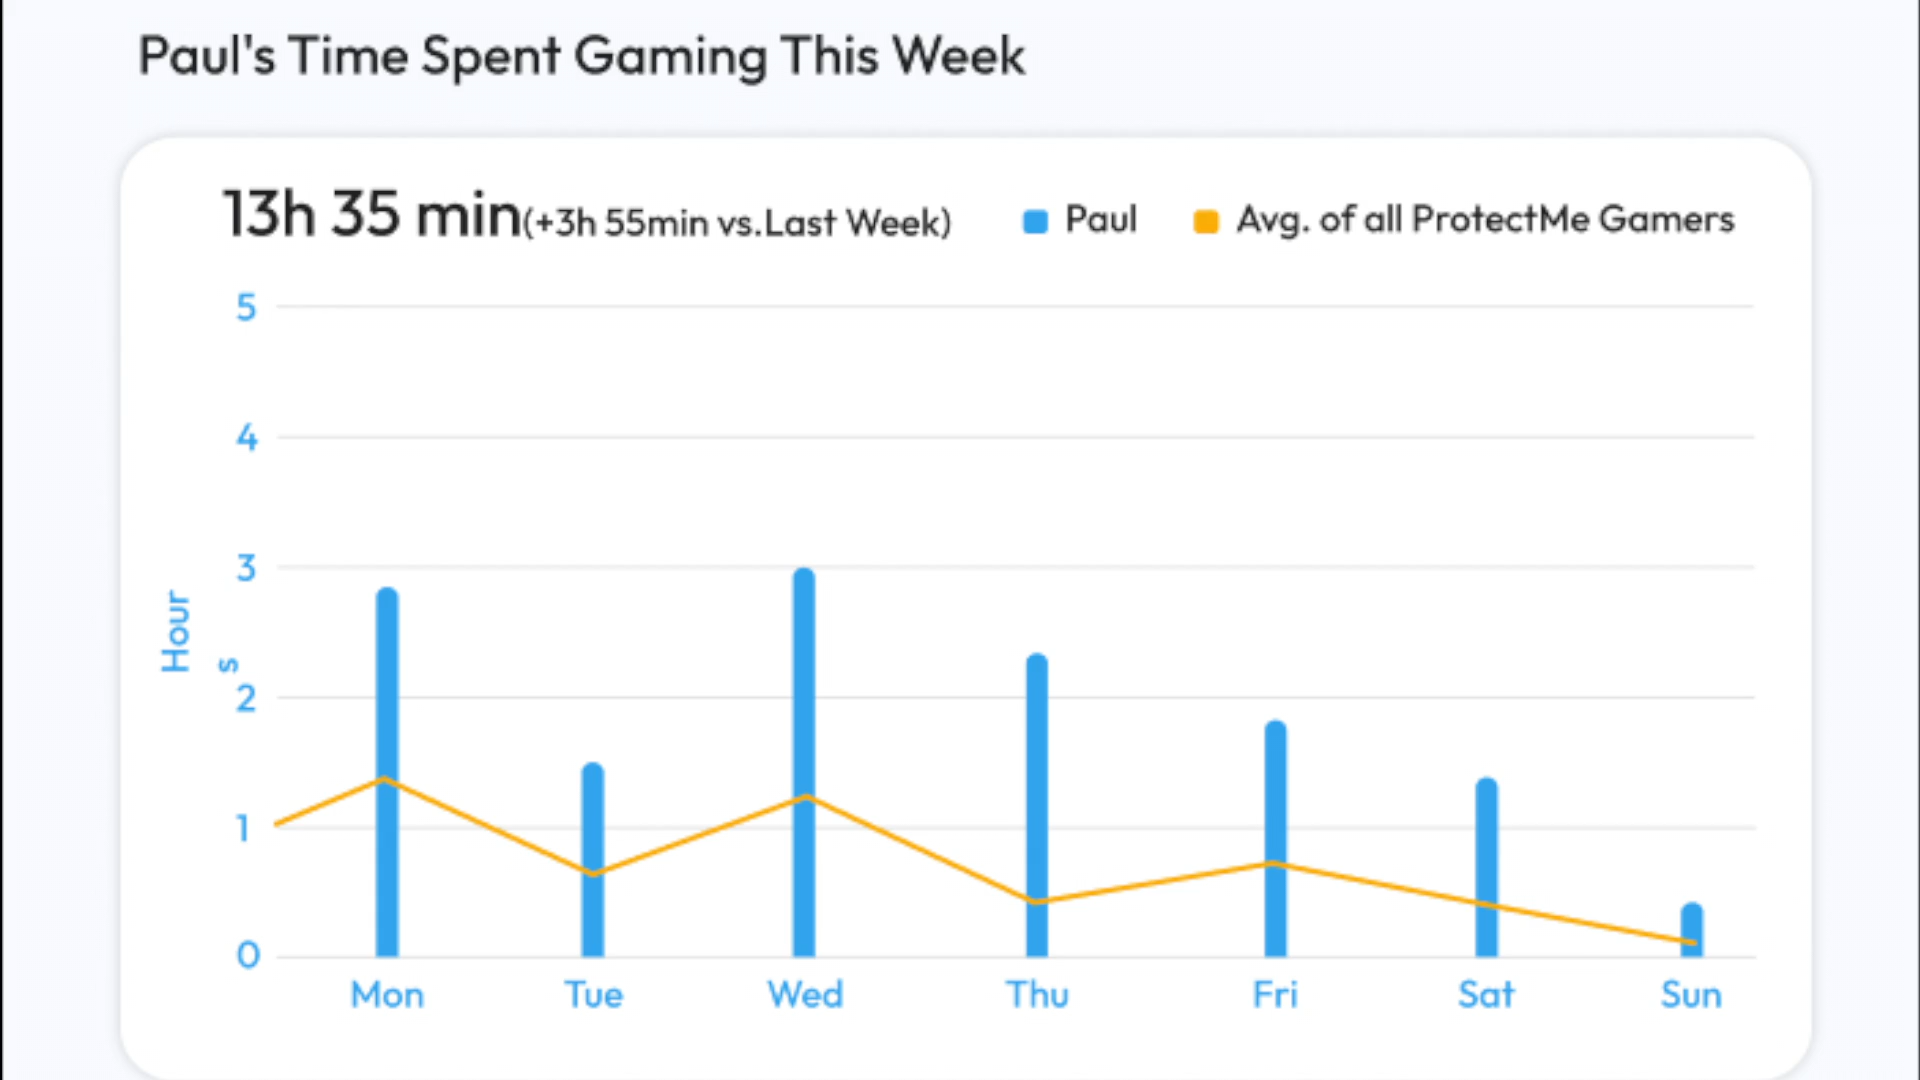 Paul's Time Spent Gaming This Week
13h 35 min(+3h 55min vs.Last Week)
Paul
Avg. of all ProtectMe Gamers
5
4
3
2
1
0
Hour
s
Mon Tue Wed Thu Fri Sat Sun